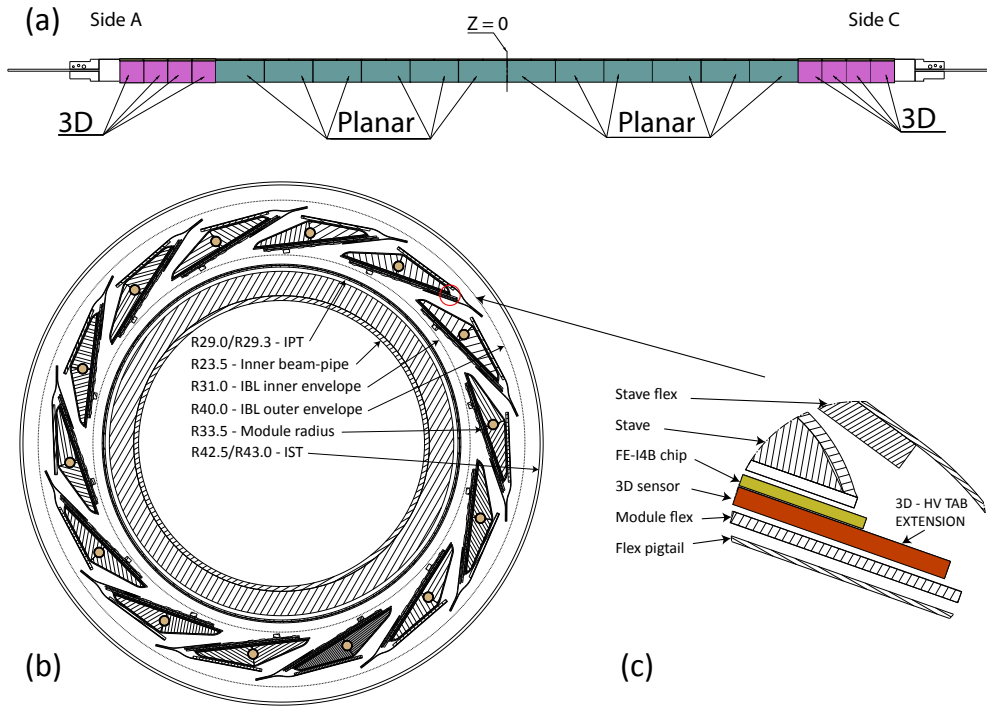 (a)
Side A
Z = 0
Side C
3D
Planar
Planar
3D
R29.0/R29.3 - IPT
R23.5 - Inner beam-pipe
R31.0 - IBL inner envelope
R40.0 - IBL outer envelope
R33.5 - Module radius
R42.5/R43.0 - IST
(b)
Stave flex
Stave
FE-I4B chip
3D sensor
Module flex
Flex pigtail
3D - HV TAB
EXTENSION
(c)